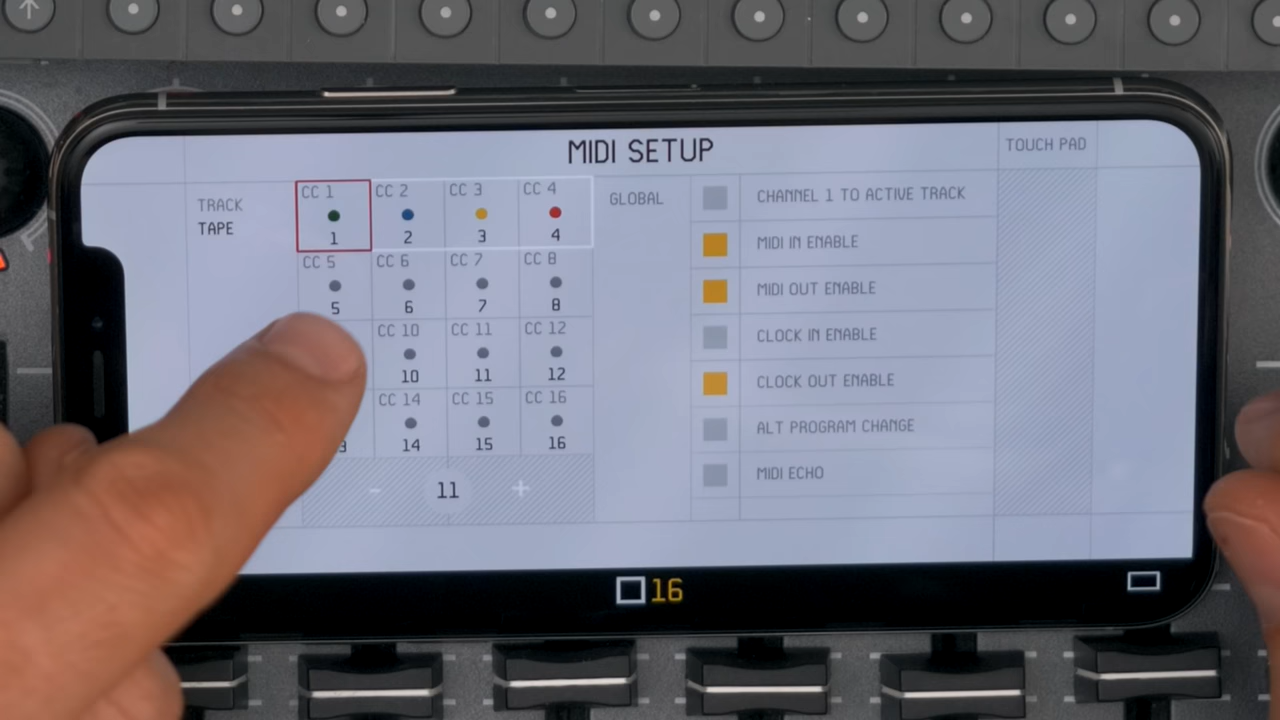 MIDI SETUP
TOUCH PAD
TRACK
TAPE
CC 1 CC 2 CC 3 CC 4
1 2 3 4
CC 5 CC 6 CC 7 CC 8
5 6 7 8
CC 10 CC 11 CC 12
10 11 12
CC 14 CC 15 CC 16
14 15 16
- 11 +
GLOBAL
CHANNEL 1 TO ACTIVE TRACK
MIDI IN ENABLE
MIDI OUT ENABLE
CLOCK IN ENABLE
CLOCK OUT ENABLE
ALT PROGRAM CHANGE
MIDI ECHO
16